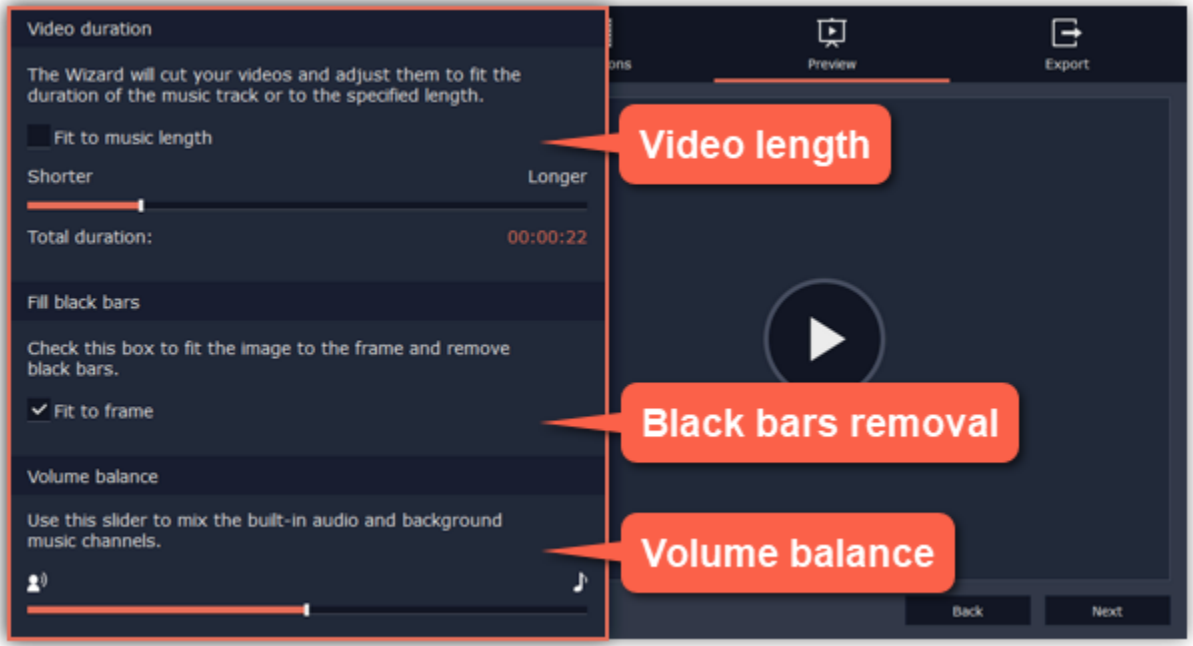 Video duration
The Wizard will cut your videos and adjust them to fit the
duration of the music track or to the specified length.
Fit to music length
Shorter Longer
Total duration: 00:00:22
Fill black bars
Check this box to fit the image to the frame and remove
black bars.
Fit to frame
Volume balance
Use this slider to mix the built-in audio and background
music channels.
ons Preview Export
Video length
Black bars removal
Volume balance
Back Next